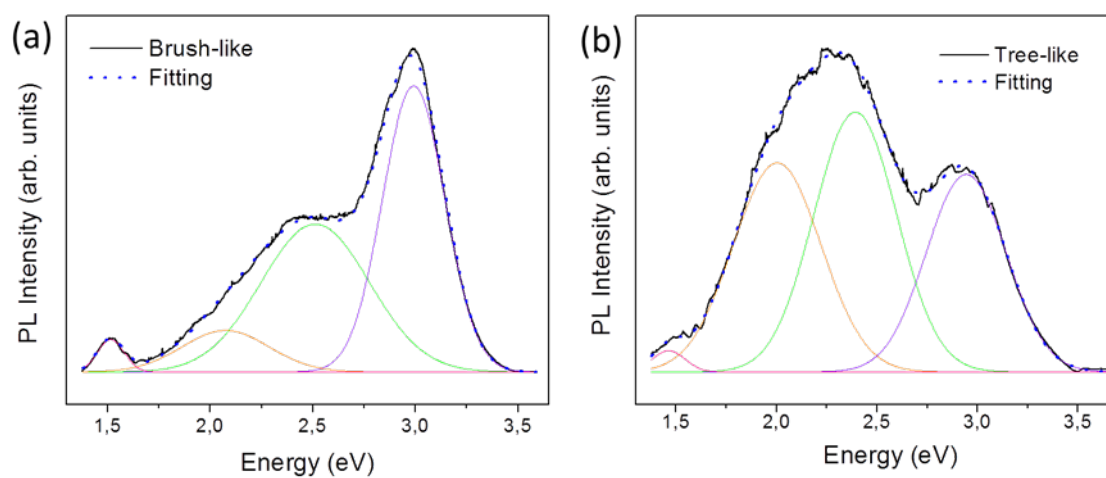 (a)
Brush-like
Fitting
PL Intensity (arb. units)
1,5 2,0 2,5 3,0 3,5
Energy (eV)
(b)
Tree-like
Fitting
PL Intensity (arb. units)
1,5 2,0 2,5 3,0 3,5
Energy (eV)